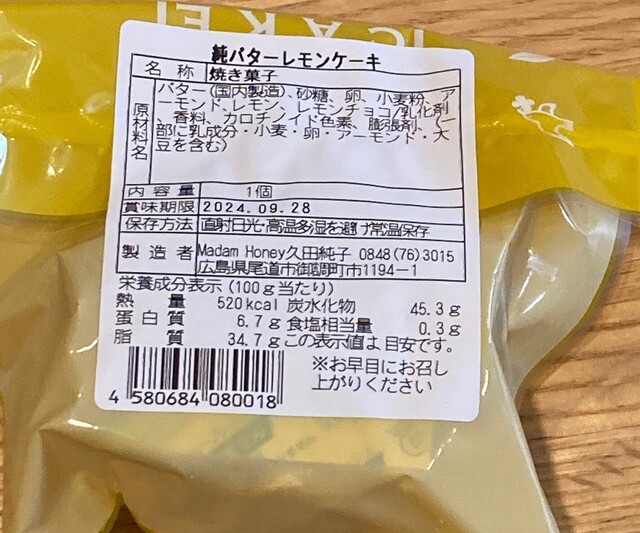 純バターレモンケーキ
名 称 焼き菓子
原材料名 バター(国内製造)、砂糖、卵、小麦粉、ア
ーモンド、レモン、レモンチョコ/乳化剤
、香料、カロチノイド色素、膨張剤、(一
部に乳成分・小麦・卵・アーモンド・大
豆を含む)
内 容 量 1個
賞味期限 2024.09.28
保存方法 直射日光・高温多湿を避け常温保存
製 造 者 Madam Honey久田純子 0848(76)3015
広島県尾道市御調町市1194-1
栄養成分表示(100g当たり)
熱 量 520kcal 炭水化物 45.3g
蛋 白 質 6.7g 食塩相当量 0.3g
脂 質 34.7g この表示値は目安です。
※お早目にお召し
上がりください
4 580684 080018